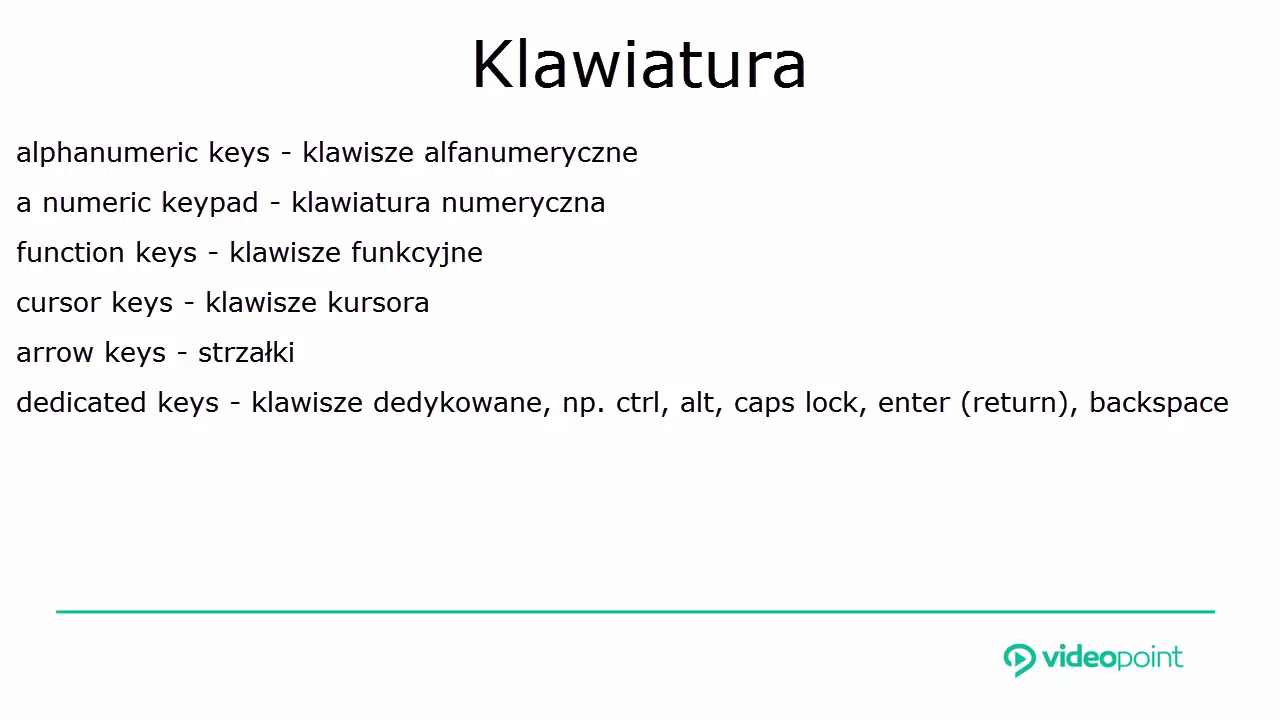 Klawiatura
alphanumeric keys - klawisze alfanumeryczne
a numeric keypad - klawiatura numeryczna
function keys - klawisze funkcyjne
cursor keys - klawisze kursora
arrow keys - strzałki
dedicated keys - klawisze dedykowane, np. ctrl, alt, caps lock, enter (return), backspace
videopoint